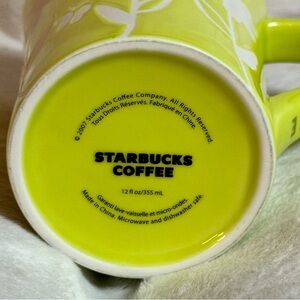 © 2007 Starbucks Coffee Company. All Rights Reserved.
Tous Droits Réservés. Fabriqué en Chine.
STARBUCKS
COFFEE
12 fl oz/355 mL
Garanti lave-vaisselle et micro-ondes.
Made in China. Microwave and dishwasher safe.